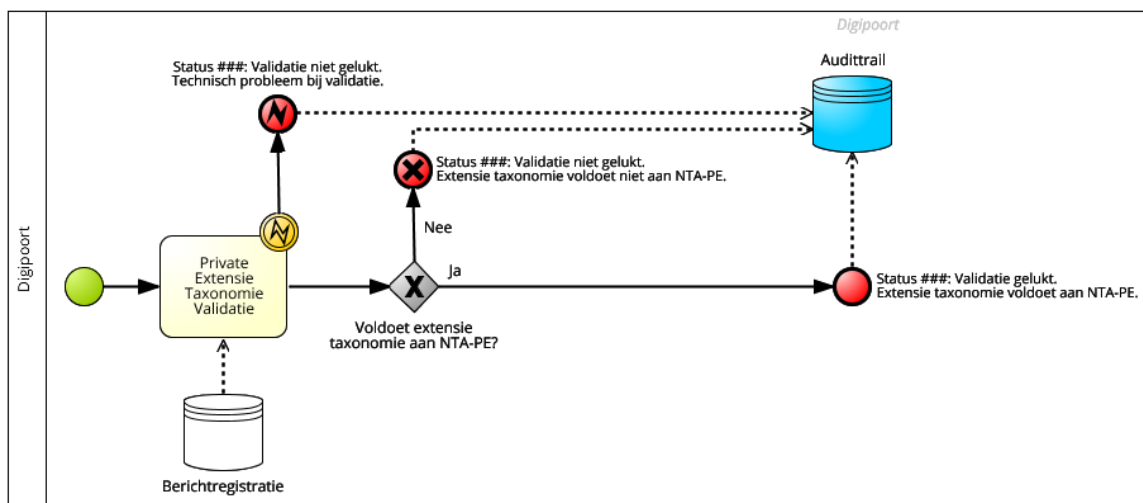 Digipoort
Digipoort
Audittrail
Status ###: Validatie niet gelukt.
Technisch probleem bij validatie.
Status ###: Validatie niet gelukt.
Extensie taxonomie voldoet niet aan NTA-PE.
Nee
Private
Extensie
Taxonomie
Validatie
Ja
Status ###: Validatie gelukt.
Extensie taxonomie voldoet aan NTA-PE.
Voldoet extensie
taxonomie aan NTA-PE?
Berichtregistratie